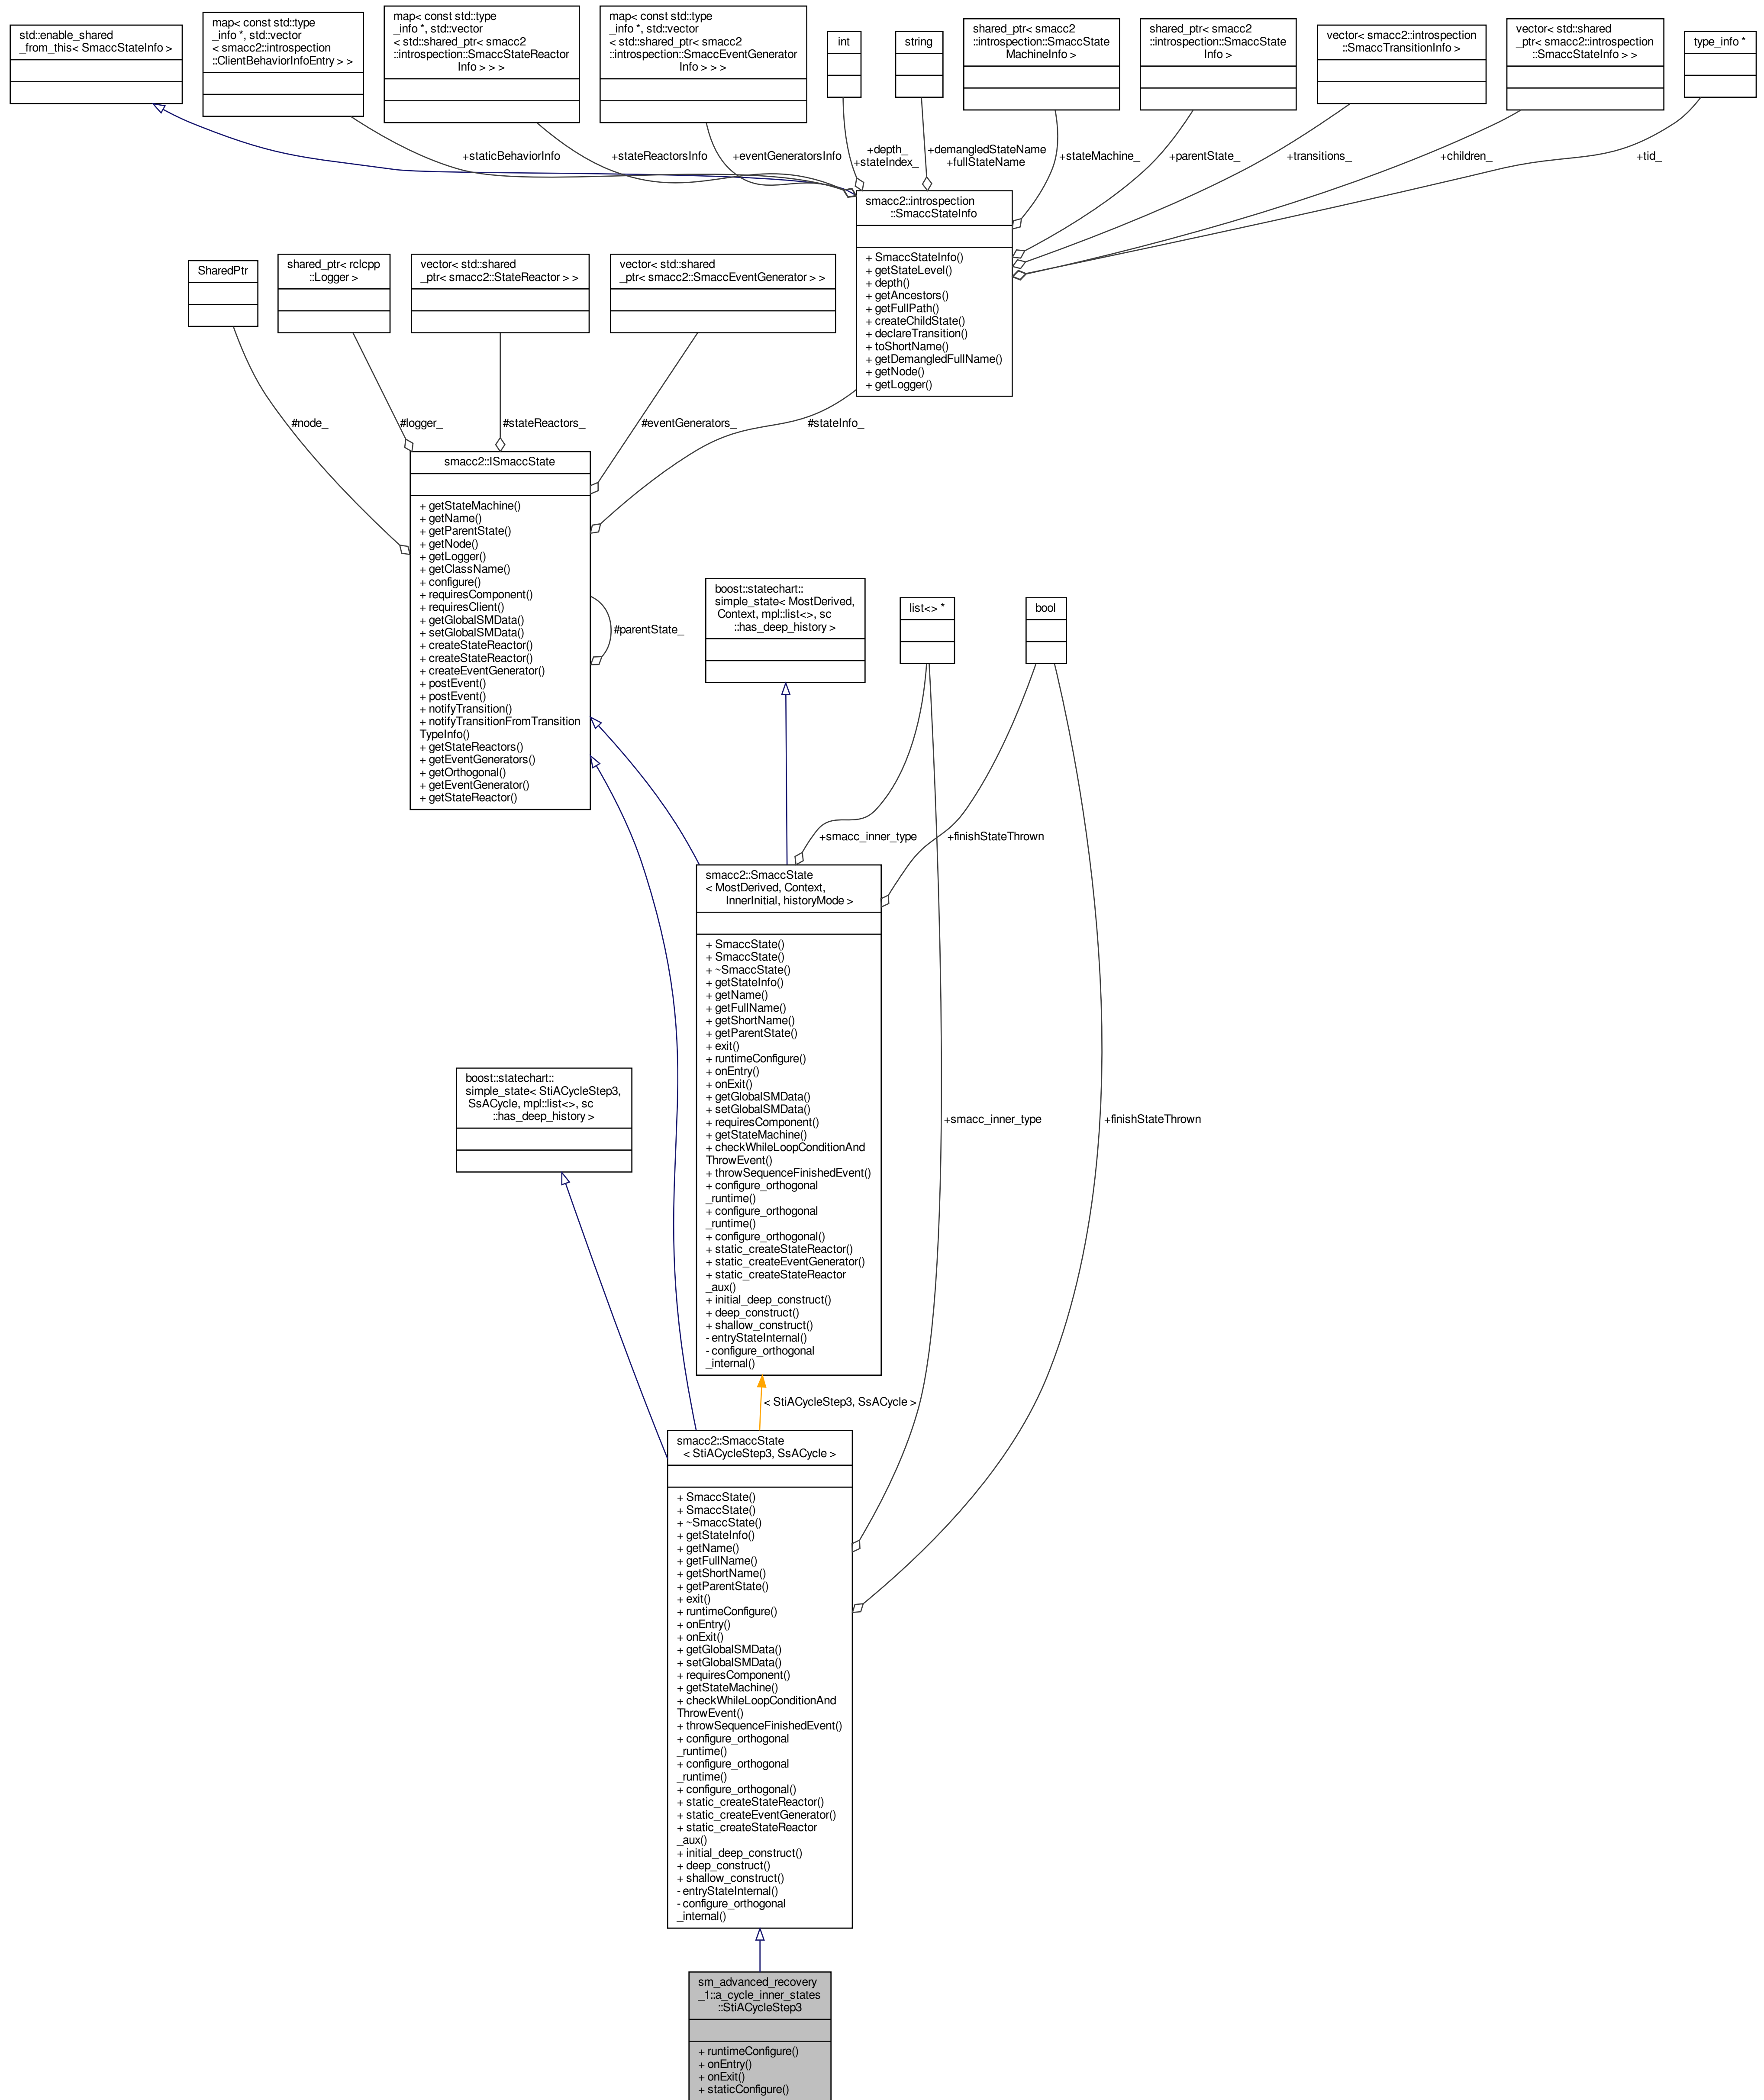 std::enable_shared
_from_this< SmaccStateInfo >
map< const std::type
_info *, std::vector
< smacc2::introspection
::ClientBehaviorInfoEntry > >
map< const std::type
_info *, std::vector
< std::shared_ptr< smacc2
::introspection::SmaccStateReactor
Info > > >
map< const std::type
_info *, std::vector
< std::shared_ptr< smacc2
::introspection::SmaccEventGenerator
Info > > >
int
string
shared_ptr< smacc2
::introspection::SmaccState
MachineInfo >
shared_ptr< smacc2
::introspection::SmaccState
Info >
vector< smacc2::introspection
::SmaccTransitionInfo >
vector< std::shared
_ptr< smacc2::introspection
::SmaccStateInfo > >
type_info *
+staticBehaviorInfo
+stateReactorsInfo
+eventGeneratorsInfo
+depth_
+stateIndex_
+demangledStateName
+fullStateName
+stateMachine_
+parentState_
+transitions_
+children_
+tid_
smacc2::introspection
::SmaccStateInfo
+ SmaccStateInfo()
+ getStateLevel()
+ depth()
+ getAncestors()
+ getFullPath()
+ createChildState()
+ declareTransition()
+ toShortName()
+ getDemangledFullName()
+ getNode()
+ getLogger()
SharedPtr
shared_ptr< rclcpp
::Logger >
vector< std::shared
_ptr< smacc2::StateReactor > >
vector< std::shared
_ptr< smacc2::SmaccEventGenerator > >
#node_
#logger_
#stateReactors_
#eventGenerators_
#stateInfo_
smacc2::ISmaccState
+ getStateMachine()
+ getName()
+ getParentState()
+ getNode()
+ getLogger()
+ getClassName()
+ configure()
+ requiresComponent()
+ requiresClient()
+ getGlobalSMData()
+ setGlobalSMData()
+ createStateReactor()
+ createStateReactor()
+ createEventGenerator()
+ postEvent()
+ postEvent()
+ notifyTransition()
+ notifyTransitionFromTransition
TypeInfo()
+ getStateReactors()
+ getEventGenerators()
+ getOrthogonal()
+ getEventGenerator()
+ getStateReactor()
#parentState_
boost::statechart::
simple_state< MostDerived,
Context, mpl::list<>, sc
::has_deep_history >
list<> *
bool
+smacc_inner_type
+finishStateThrown
smacc2::SmaccState
< MostDerived, Context,
InnerInitial, historyMode >
+ SmaccState()
+ SmaccState()
+ ~SmaccState()
+ getStateInfo()
+ getName()
+ getFullName()
+ getShortName()
+ getParentState()
+ exit()
+ runtimeConfigure()
+ onEntry()
+ onExit()
+ getGlobalSMData()
+ setGlobalSMData()
+ requiresComponent()
+ getStateMachine()
+ checkWhileLoopConditionAnd
ThrowEvent()
+ throwSequenceFinishedEvent()
+ configure_orthogonal
_runtime()
+ configure_orthogonal
_runtime()
+ configure_orthogonal()
+ static_createStateReactor()
+ static_createEventGenerator()
+ static_createStateReactor
_aux()
+ initial_deep_construct()
+ deep_construct()
+ shallow_construct()
- entryStateInternal()
- configure_orthogonal
_internal()
boost::statechart::
simple_state< StiACycleStep3,
SsACycle, mpl::list<>, sc
::has_deep_history >
+smacc_inner_type
+finishStateThrown
< StiACycleStep3, SsACycle >
smacc2::SmaccState
< StiACycleStep3, SsACycle >
+ SmaccState()
+ SmaccState()
+ ~SmaccState()
+ getStateInfo()
+ getName()
+ getFullName()
+ getShortName()
+ getParentState()
+ exit()
+ runtimeConfigure()
+ onEntry()
+ onExit()
+ getGlobalSMData()
+ setGlobalSMData()
+ requiresComponent()
+ getStateMachine()
+ checkWhileLoopConditionAnd
ThrowEvent()
+ throwSequenceFinishedEvent()
+ configure_orthogonal
_runtime()
+ configure_orthogonal
_runtime()
+ configure_orthogonal()
+ static_createStateReactor()
+ static_createEventGenerator()
+ static_createStateReactor
_aux()
+ initial_deep_construct()
+ deep_construct()
+ shallow_construct()
- entryStateInternal()
- configure_orthogonal
_internal()
sm_advanced_recovery
_1::a_cycle_inner_states
::StiACycleStep3
+ runtimeConfigure()
+ onEntry()
+ onExit()
+ staticConfigure()